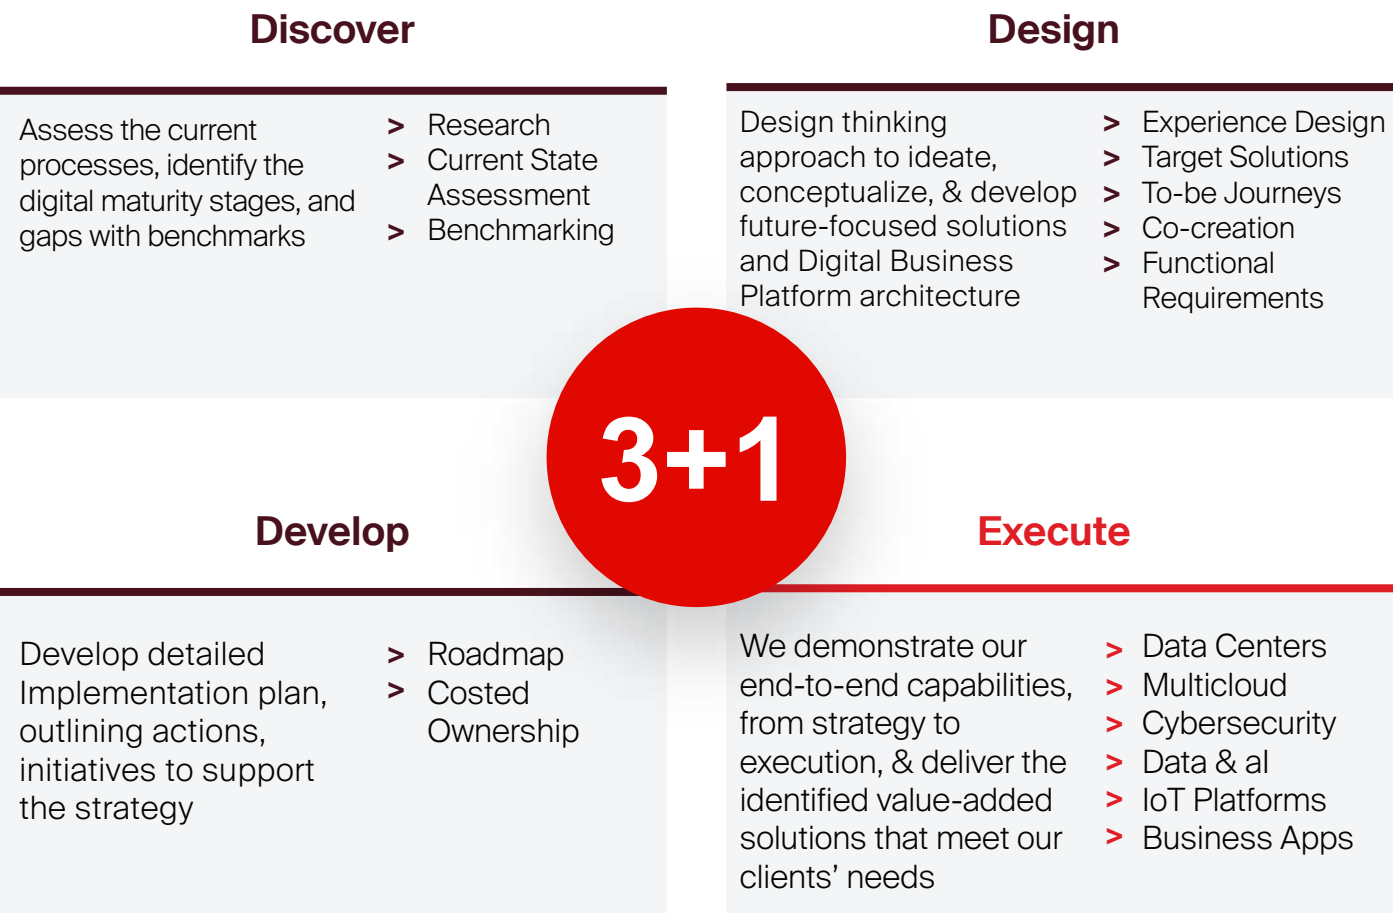 Discover
Assess the current
processes, identify the
digital maturity stages, and
gaps with benchmarks
> Research
> Current State
Assessment
> Benchmarking
Design
Design thinking
approach to ideate,
conceptualize, & develop
future-focused solutions
and Digital Business
Platform architecture
> Experience Design
> Target Solutions
> To-be Journeys
> Co-creation
> Functional
Requirements
3+1
Develop
Develop detailed
Implementation plan,
outlining actions,
initiatives to support
the strategy
> Roadmap
> Costed
Ownership
Execute
We demonstrate our
end-to-end capabilities,
from strategy to
execution, & deliver the
identified value-added
solutions that meet our
clients’ needs
> Data Centers
> Multicloud
> Cybersecurity
> Data & al
> IoT Platforms
> Business Apps